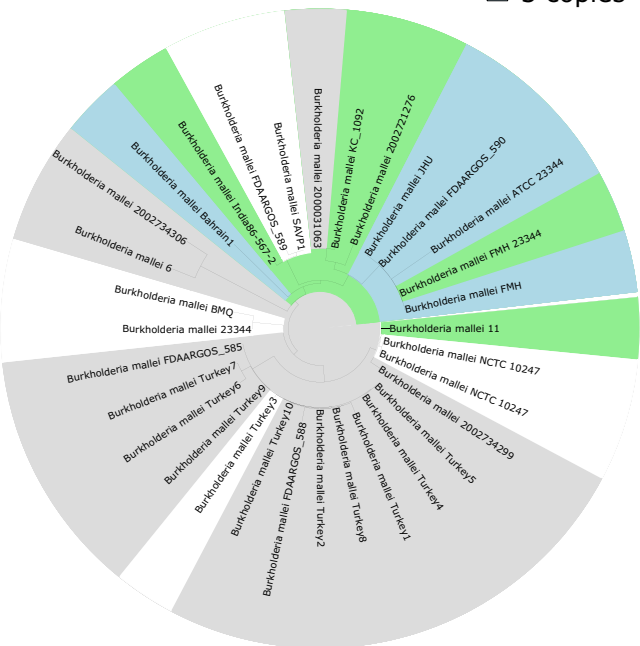 3 copies
Burkholderia mallei 2000031063
Burkholderia mallei KC_1092
Burkholderia mallei 2002721276
Burkholderia mallei JHU
Burkholderia mallei FDAARGOS_590
Burkholderia mallei ATCC 23344
Burkholderia mallei FMH 23344
Burkholderia mallei FMH
Burkholderia mallei 11
Burkholderia mallei NCTC 10247
Burkholderia mallei NCTC 10247
Burkholderia mallei 2002734299
Burkholderia mallei Turkey5
Burkholderia mallei Turkey4
Burkholderia mallei Turkey1
Burkholderia mallei Turkey8
Burkholderia mallei Turkey2
Burkholderia mallei FDAARGOS_588
Burkholderia mallei Turkey10
Burkholderia mallei Turkey3
Burkholderia mallei Turkey9
Burkholderia mallei Turkey6
Burkholderia mallei Turkey7
Burkholderia mallei FDAARGOS_585
Burkholderia mallei 23344
Burkholderia mallei BMQ
Burkholderia mallei 6
Burkholderia mallei 2002734306
Burkholderia mallei Bahrain1
Burkholderia mallei India86-567-2
Burkholderia mallei FDAARGOS_589
Burkholderia mallei SAVP1